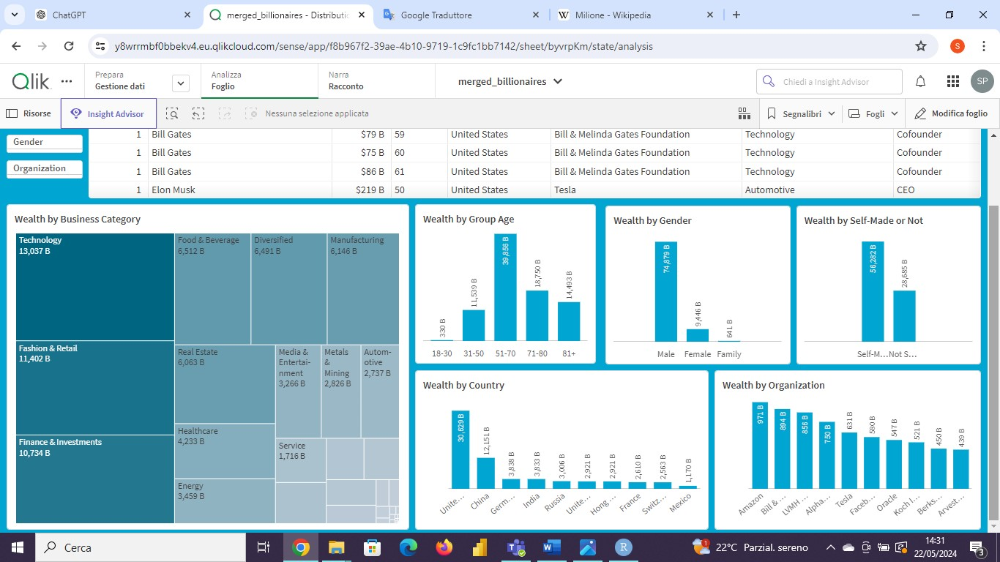 ChatGPT
merged_billionaires - Distributio
Google Traduttore
W Milione - Wikipedia
y8wrrmbf0bbekv4.eu.qlikcloud.com/sense/app/f8b967f2-39ae-4b10-9719-1c9fc1bb7142/sheet/byvrpKm/state/analysis
S
Qlik
Prepara
Gestione dati
Analizza
Foglio
Narra
Racconto
merged_billionaires
Chiedi a Insight Advisor
SP
Risorse
Insight Advisor
Nessuna selezione applicata
Segnalibri
Fogli
Modifica foglio
Gender
Organization
1 Bill Gates $79 B 59 United States Bill & Melinda Gates Foundation Technology Cofounder
1 Bill Gates $75 B 60 United States Bill & Melinda Gates Foundation Technology Cofounder
1 Bill Gates $86 B 61 United States Bill & Melinda Gates Foundation Technology Cofounder
1 Elon Musk $219 B 50 United States Tesla Automotive CEO
Wealth by Business Category
Technology
13,037 B
Fashion & Retail
11,402 B
Finance & Investments
10,734 B
Food & Beverage
6,512 B
Diversified
6,491 B
Manufacturing
6,146 B
Real Estate
6,063 B
Healthcare
4,233 B
Energy
3,459 B
Media &
Entertai-
nment
3,266 B
Metals
&
Mining
2,826 B
Autom-
otive
2,737 B
Service
1,716 B
Wealth by Group Age
330 B
11,539 B
39,856 B
18,750 B
14,493 B
18-30 31-50 51-70 71-80 81+
Wealth by Gender
74,879 B
9,446 B
641 B
Male Female Family
Wealth by Self-Made or Not
56,282 B
28,685 B
Self-M... Not S...
Wealth by Country
30,629 B
12,151 B
3,838 B
3,833 B
3,006 B
2,921 B
2,921 B
2,610 B
2,563 B
1,170 B
Unite... China Germ... India Russia Unite... Hong ... France Switz... Mexico
Wealth by Organization
971 B
894 B
856 B
750 B
631 B
580 B
547 B
521 B
450 B
439 B
Amazon Bill & ... LVMH ... Alpha... Tesla Faceb... Oracle Koch I... Berks... Arvest...
Cerca
R
1
22°C Parzial. sereno
14:31
22/05/2024
3